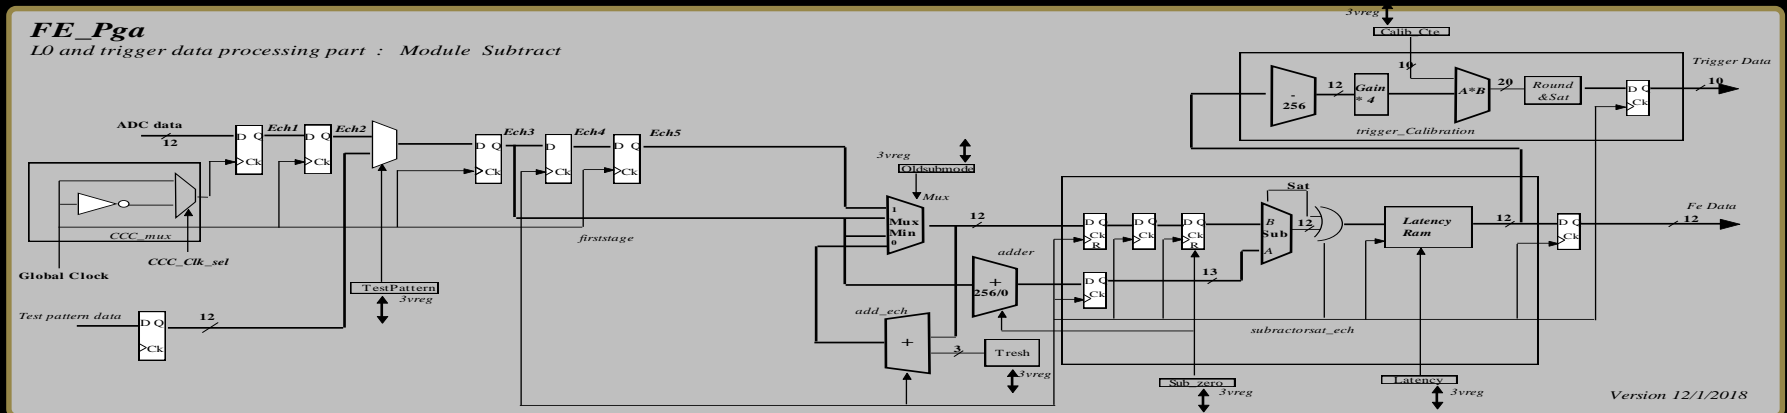 FE_Pga
L0 and trigger data processing part : Module Subtract
3vreg
Calib_Cte
10
Trigger Data
10
- 256
12
Gain * 4
A*B
20
Round &Sat
D Q
Ck
trigger_Calibration
ADC data
12
D Q
Ck
Ech1
D Q
Ck
Ech2
D Q
Ck
Ech3
D
Ck
Ech4
D Q
Ck
Ech5
CCC_mux
CCC_Clk_sel
Global Clock
firststage
TestPattern
3vreg
Test pattern data
D Q
Ck
12
3vreg
Oldsubmode
Mux
1
Mux
Min
0
12
adder
+
256/0
add_ech
+
3
Tresh
3vreg
D Q
Ck
R
D Q
Ck
D Q
Ck
R
D Q
Ck
13
Sat
B
Sub
A
12
Latency
Ram
12
D Q
Ck
Fe Data
12
subractorsat_ech
Sub_zero
3vreg
Latency
3vreg
Version 12/1/2018